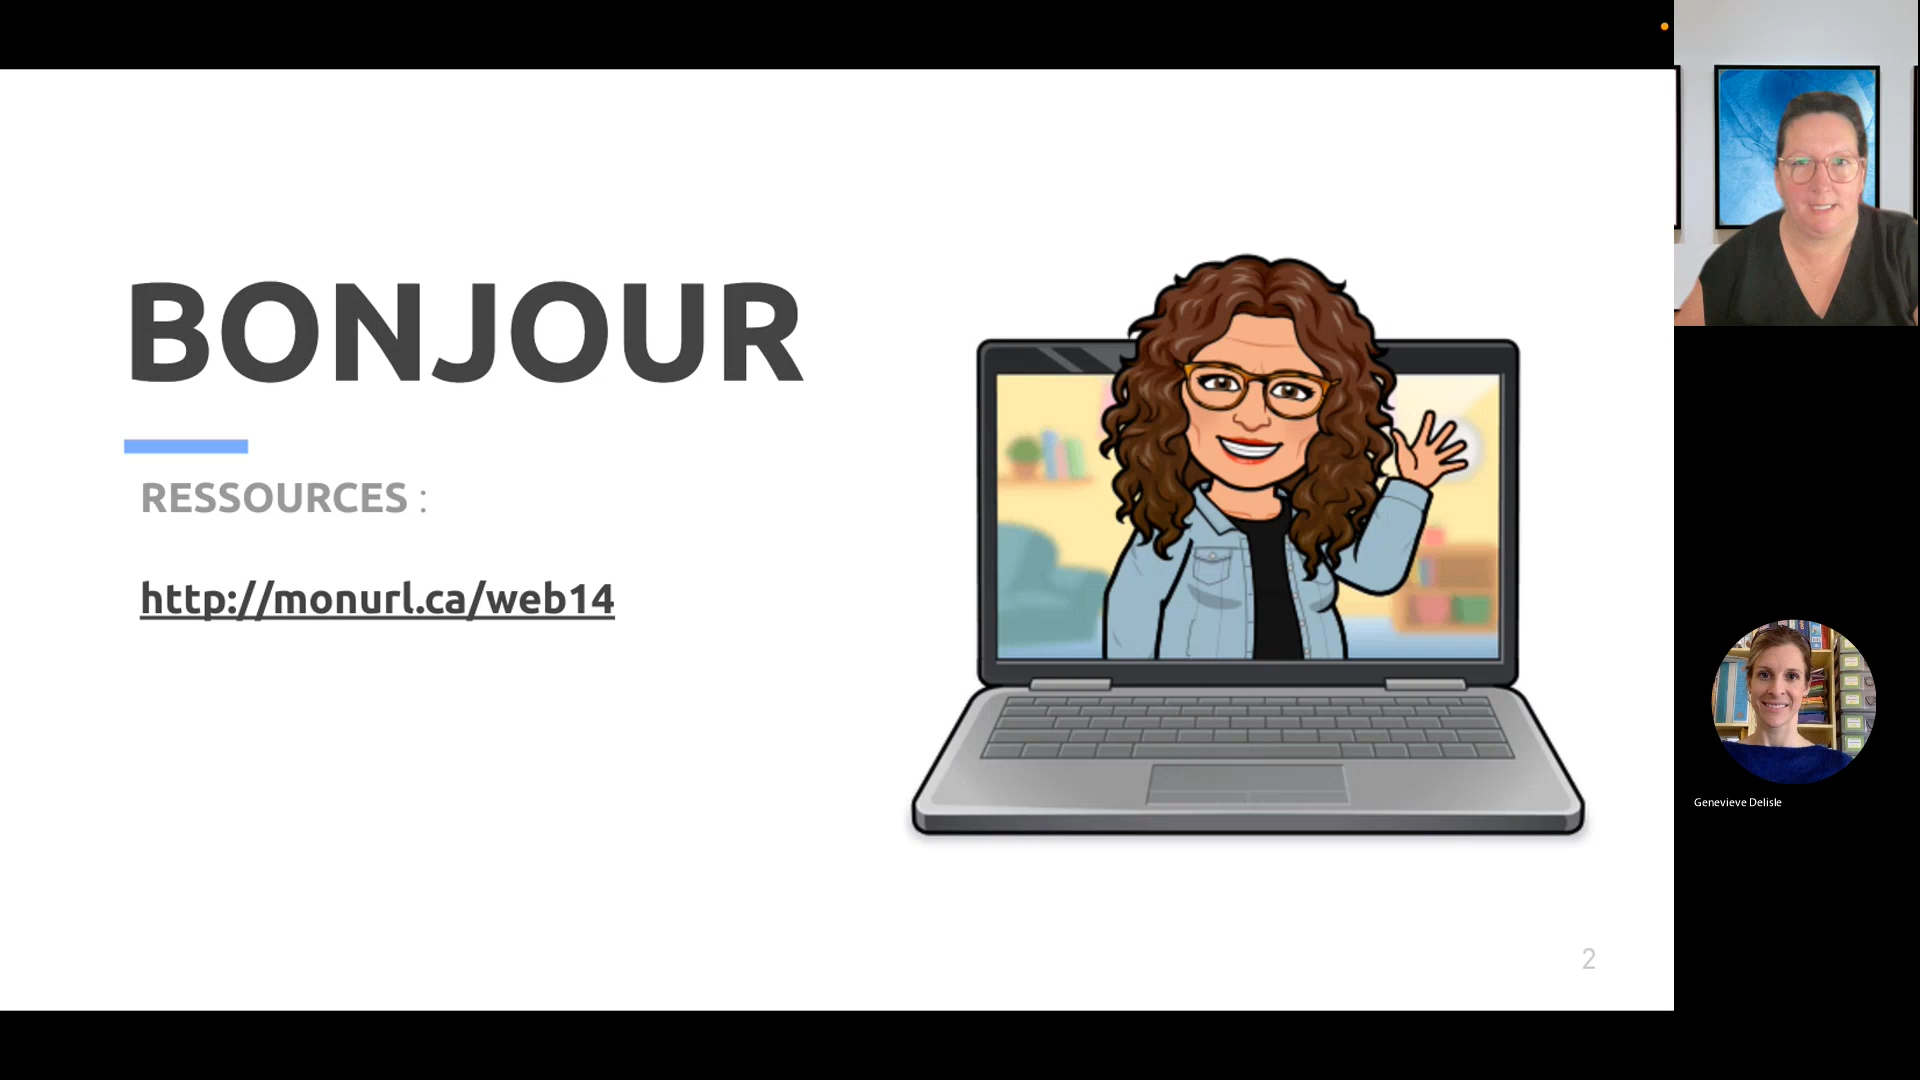 BONJOUR
RESSOURCES :
http://monurl.ca/web14
2
Genevieve Delisle